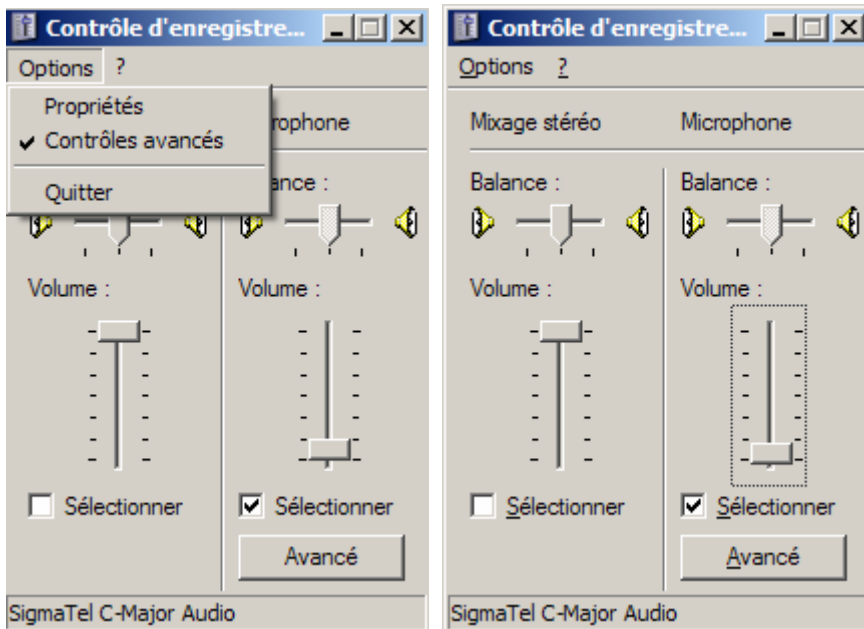 Contrôle d'enregistre...
Options ?
Propriétés
Contrôles avancés
Quitter
rophone
ance :
Volume :
Volume :
Sélectionner
Sélectionner
Avancé
SigmaTel C-Major Audio
Contrôle d'enregistre...
Options ?
Mixage stéréo
Microphone
Balance :
Balance :
Volume :
Volume :
Sélectionner
Sélectionner
Avancé
SigmaTel C-Major Audio